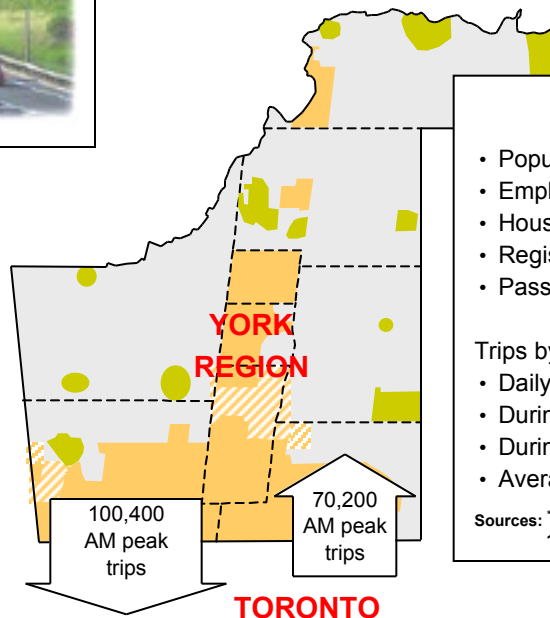 • Popu
• Empl
• Hous
• Regis
• Pass
Trips by
• Daily
• Durin
• Durin
• Avera
Sources:
YORK
REGION
100,400
AM peak
trips
70,200
AM peak
trips
TORONTO